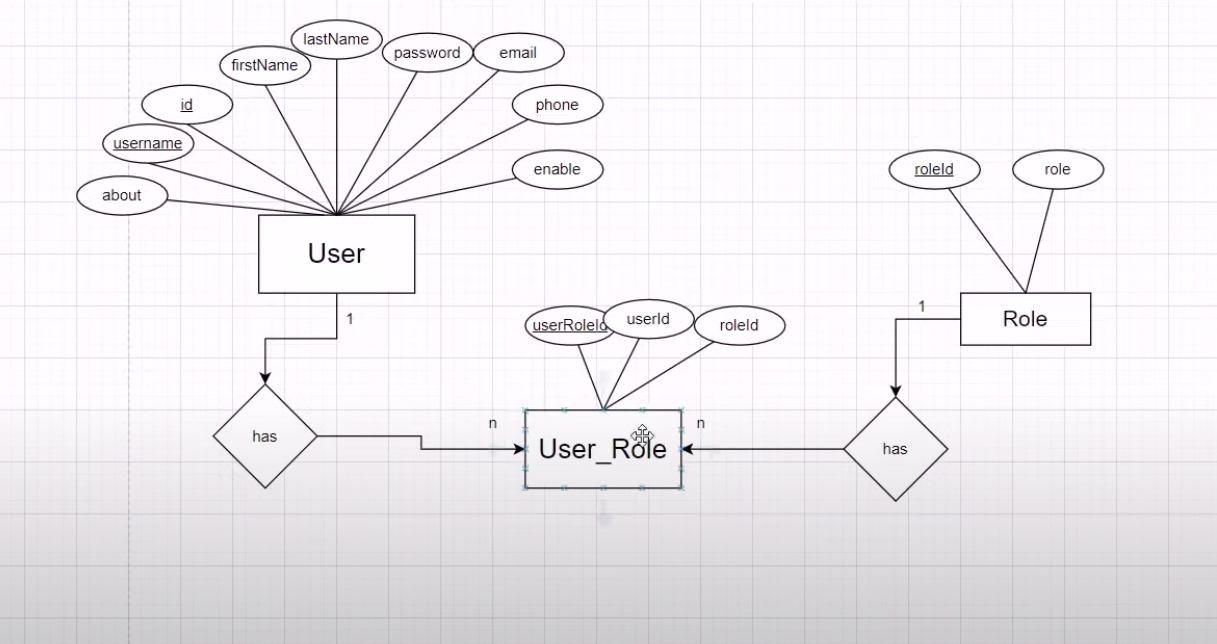 lastName
firstName
password
email
id
phone
username
enable
about
roleId
role
User
1
userRoleId
userId
roleId
1
Role
has
n
User_Role
n
has